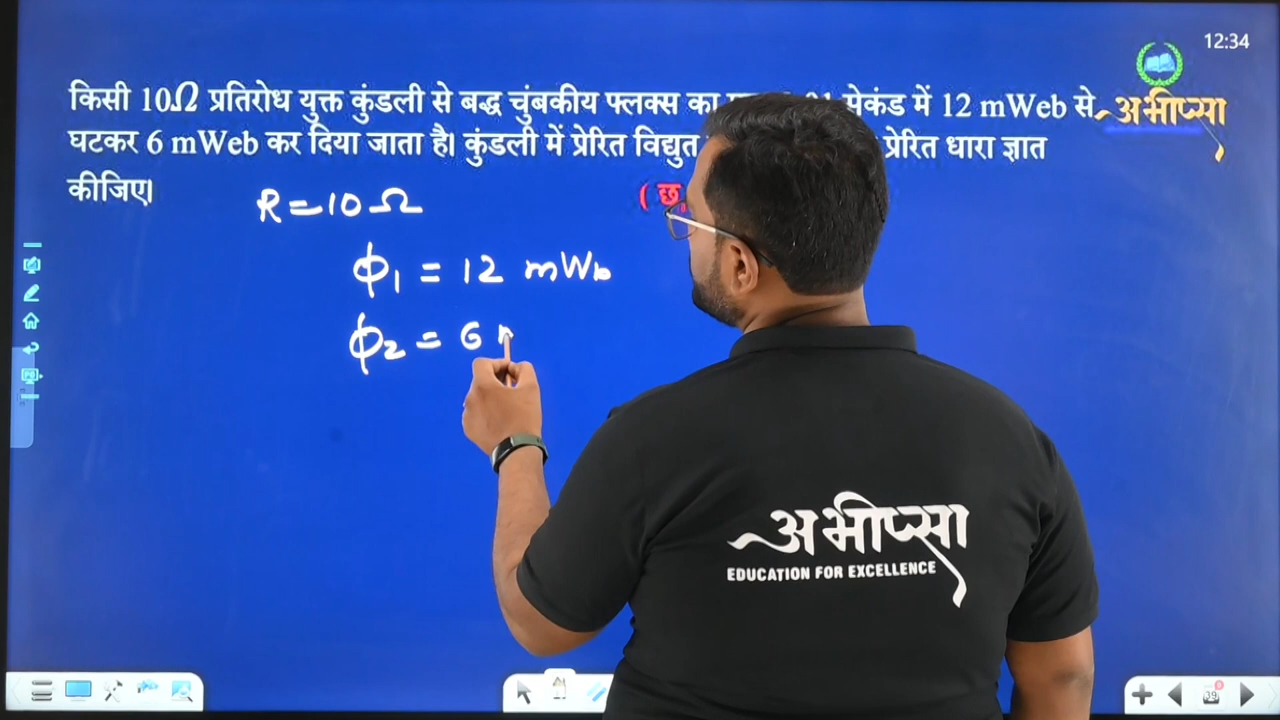 12:34
किसी 10Ω प्रतिरोध युक्त कुंडली से बद्ध चुंबकीय फ्लक्स का सेकंड में 12 mWeb से
अभीप्सा
घटकर 6 mWeb कर दिया जाता है। कुंडली में प्रेरित विद्युत प्रेरित धारा ज्ञात
कीजिए।
( छ
R = 10 Ω
ϕ1 = 12 mWb
ϕ2 = 6
अभीप्सा
EDUCATION FOR EXCELLENCE